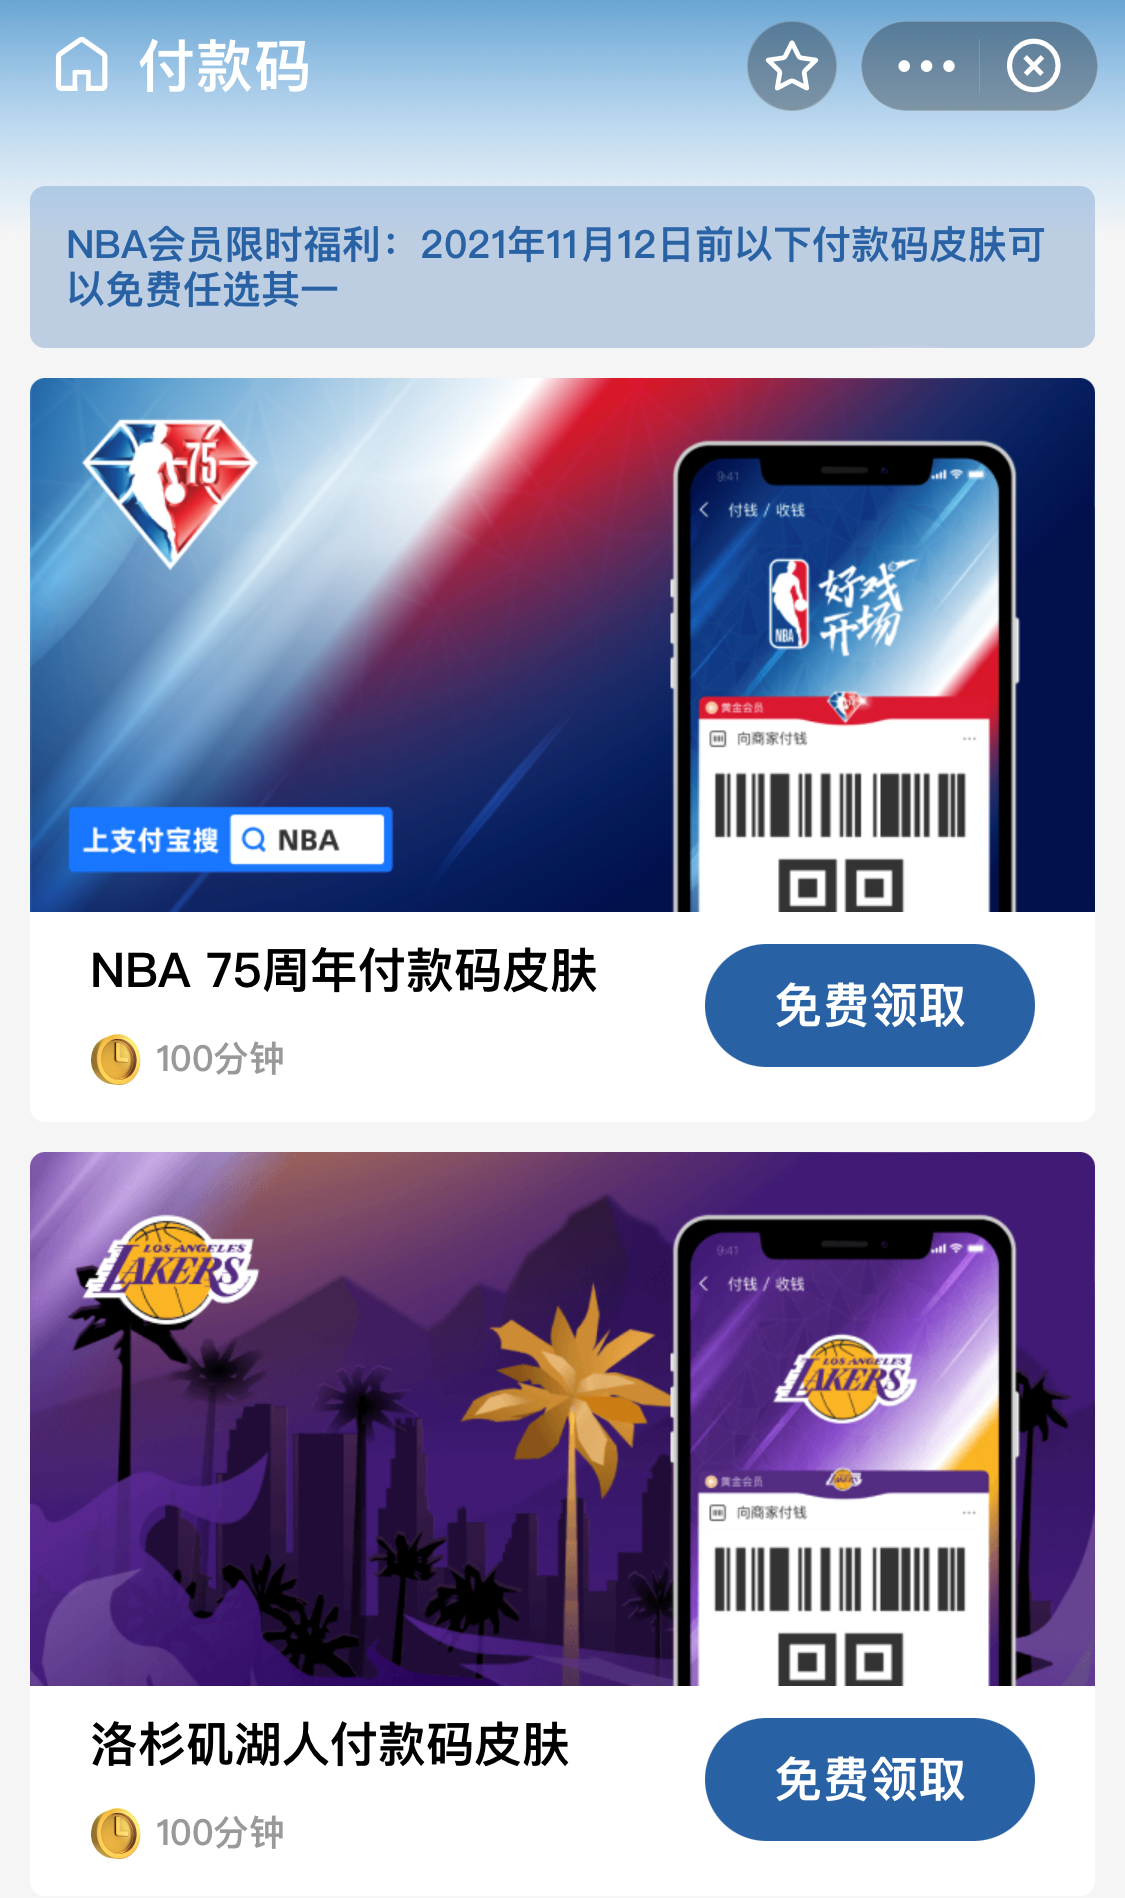 付款码
NBA会员限时福利：2021年11月12日前以下付款码皮肤可
以免费任选其一
75
9:41
付钱 / 收钱
NBA
好戏
开场
黄金会员
向商家付钱
上支付宝搜 NBA
NBA 75周年付款码皮肤
免费领取
100分钟
LOS ANGELES
LAKERS
9:41
付钱 / 收钱
LOS ANGELES
LAKERS
黄金会员
向商家付钱
洛杉矶湖人付款码皮肤
免费领取
100分钟